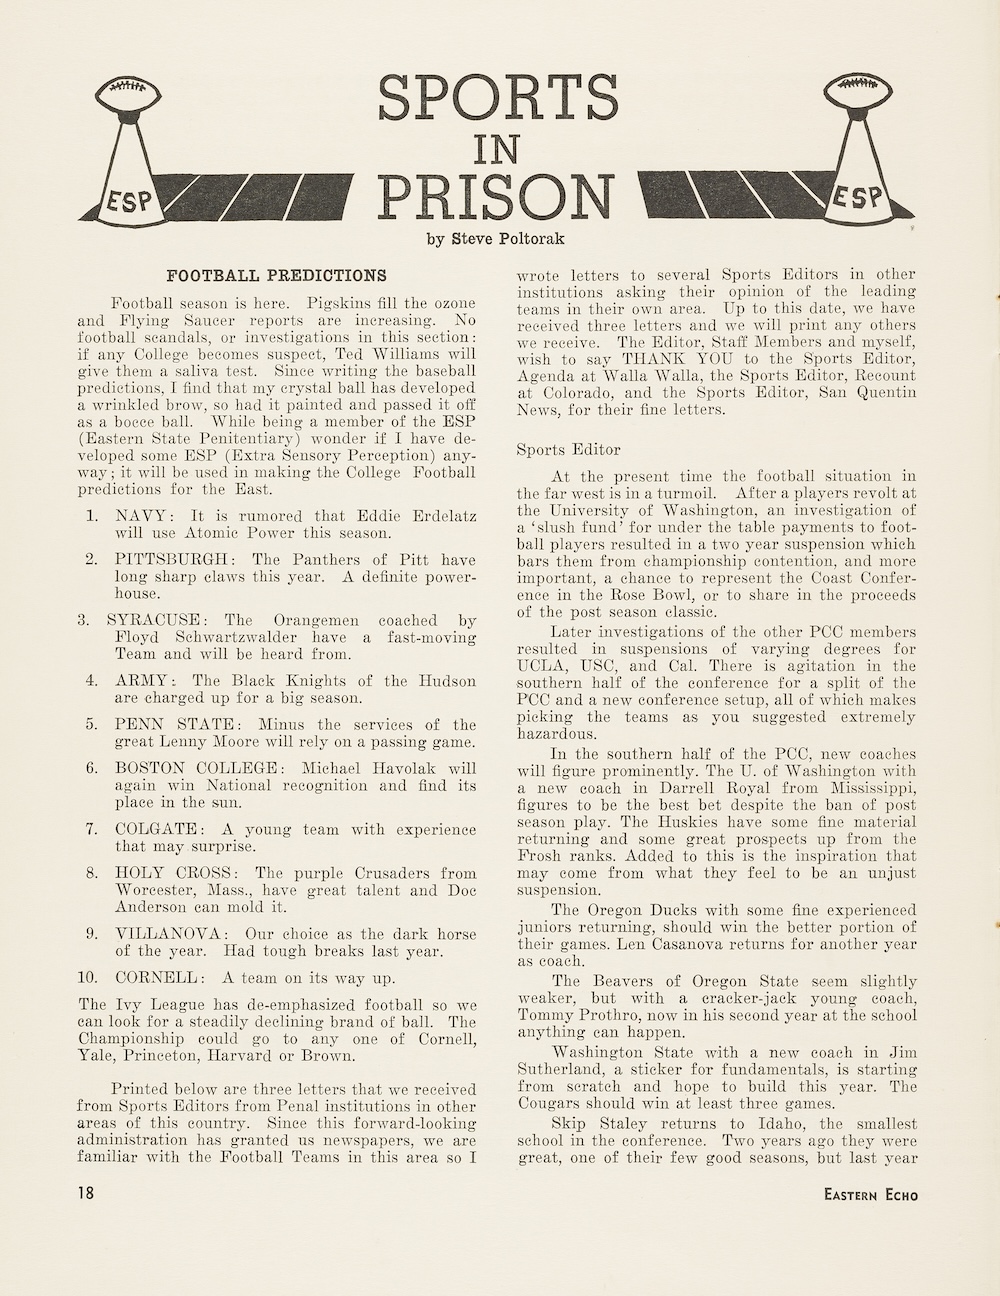 SPORTS
IN
PRISON
ESP
ESP
by Steve Poltorak
FOOTBALL PREDICTIONS
Football season is here. Pigskins fill the ozone
and Flying Saucer reports are increasing. No
football scandals, or investigations in this section:
if any College becomes suspect, Ted Williams will
give them a saliva test. Since writing the baseball
predictions, I find that my crystal ball has developed
a wrinkled brow, so had it painted and passed it off
as a bocce ball. While being a member of the ESP
(Eastern State Penitentiary) wonder if I have de-
veloped some ESP (Extra Sensory Perception) any-
way; it will be used in making the College Football
predictions for the East.
1. NAVY: It is rumored that Eddie Erdelatz
will use Atomic Power this season.
2. PITTSBURGH: The Panthers of Pitt have
long sharp claws this year. A definite power-
house.
3. SYRACUSE: The Orangemen coached by
Floyd Schwartzwalder have a fast-moving
Team and will be heard from.
4. ARMY: The Black Knights of the Hudson
are charged up for a big season.
5. PENN STATE: Minus the services of the
great Lenny Moore will rely on a passing game.
6. BOSTON COLLEGE: Michael Havolak will
again win National recognition and find its
place in the sun.
7. COLGATE: A young team with experience
that may surprise.
8. HOLY CROSS: The purple Crusaders from
Worcester, Mass., have great talent and Doc
Anderson can mold it.
9. VILLANOVA: Our choice as the dark horse
of the year. Had tough breaks last year.
10. CORNELL: A team on its way up.
The Ivy League has de-emphasized football so we
can look for a steadily declining brand of ball. The
Championship could go to any one of Cornell,
Yale, Princeton, Harvard or Brown.
Printed below are three letters that we received
from Sports Editors from Penal institutions in other
areas of this country. Since this forward-looking
administration has granted us newspapers, we are
familiar with the Football Teams in this area so I
wrote letters to several Sports Editors in other
institutions asking their opinion of the leading
teams in their own area. Up to this date, we have
received three letters and we will print any others
we receive. The Editor, Staff Members and myself,
wish to say THANK YOU to the Sports Editor,
Agenda at Walla Walla, the Sports Editor, Recount
at Colorado, and the Sports Editor, San Quentin
News, for their fine letters.
Sports Editor
At the present time the football situation in
the far west is in a turmoil. After a players revolt at
the University of Washington, an investigation of
a 'slush fund' for under the table payments to foot-
ball players resulted in a two year suspension which
bars them from championship contention, and more
important, a chance to represent the Coast Confer-
ence in the Rose Bowl, or to share in the proceeds
of the post season classic.
Later investigations of the other PCC members
resulted in suspensions of varying degrees for
UCLA, USC, and Cal. There is agitation in the
southern half of the conference for a split of the
PCC and a new conference setup, all of which makes
picking the teams as you suggested extremely
hazardous.
In the southern half of the PCC, new coaches
will figure prominently. The U. of Washington with
a new coach in Darrell Royal from Mississippi,
figures to be the best bet despite the ban of post
season play. The Huskies have some fine material
returning and some great prospects up from the
Frosh ranks. Added to this is the inspiration that
may come from what they feel to be an unjust
suspension.
The Oregon Ducks with some fine experienced
juniors returning, should win the better portion of
their games. Len Casanova returns for another year
as coach.
The Beavers of Oregon State seem slightly
weaker, but with a cracker-jack young coach,
Tommy Prothro, now in his second year at the school
anything can happen.
Washington State with a new coach in Jim
Sutherland, a sticker for fundamentals, is starting
from scratch and hope to build this year. The
Cougars should win at least three games.
Skip Staley returns to Idaho, the smallest
school in the conference. Two years ago they were
great, one of their few good seasons, but last year
18
EASTERN ECHO